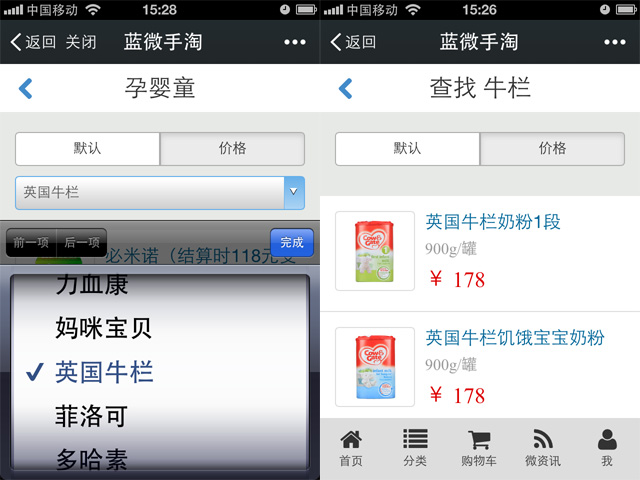 中国移动 15:28
返回 关闭 蓝微手淘
孕婴童
默认 价格
英国牛栏
前一项 后一项 完成
必米诺（结算时118元变
力血康
妈咪宝贝
英国牛栏
菲洛可
多哈素
中国移动 15:26
返回 蓝微手淘
查找 牛栏
默认 价格
Cow&Gate
英国牛栏奶粉1段
900g/罐
¥ 178
Cow&Gate
英国牛栏饥饿宝宝奶粉
900g/罐
¥ 178
首页 分类 购物车 微资讯 我